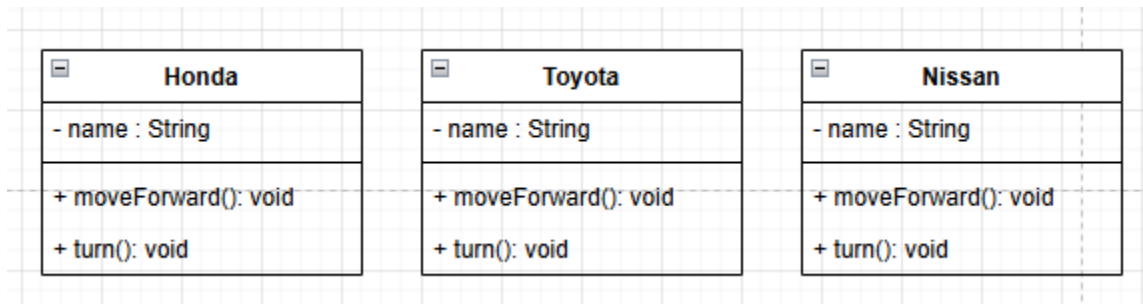 Honda
- name : String
+ moveForward(): void
+ turn(): void
Toyota
- name : String
+ moveForward(): void
+ turn(): void
Nissan
- name : String
+ moveForward(): void
+ turn(): void